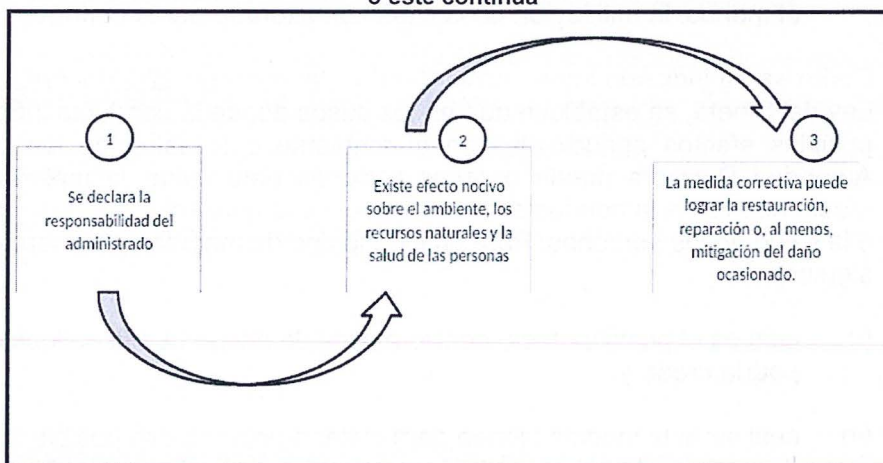 o este continúa
1
Se declara la
responsabilidad del
administrado
2
Existe efecto nocivo
sobre el ambiente, los
recursos naturales y la
salud de las personas
3
La medida correctiva puede
lograr la restauración,
reparación o, al menos,
mitigación del daño
ocasionado.